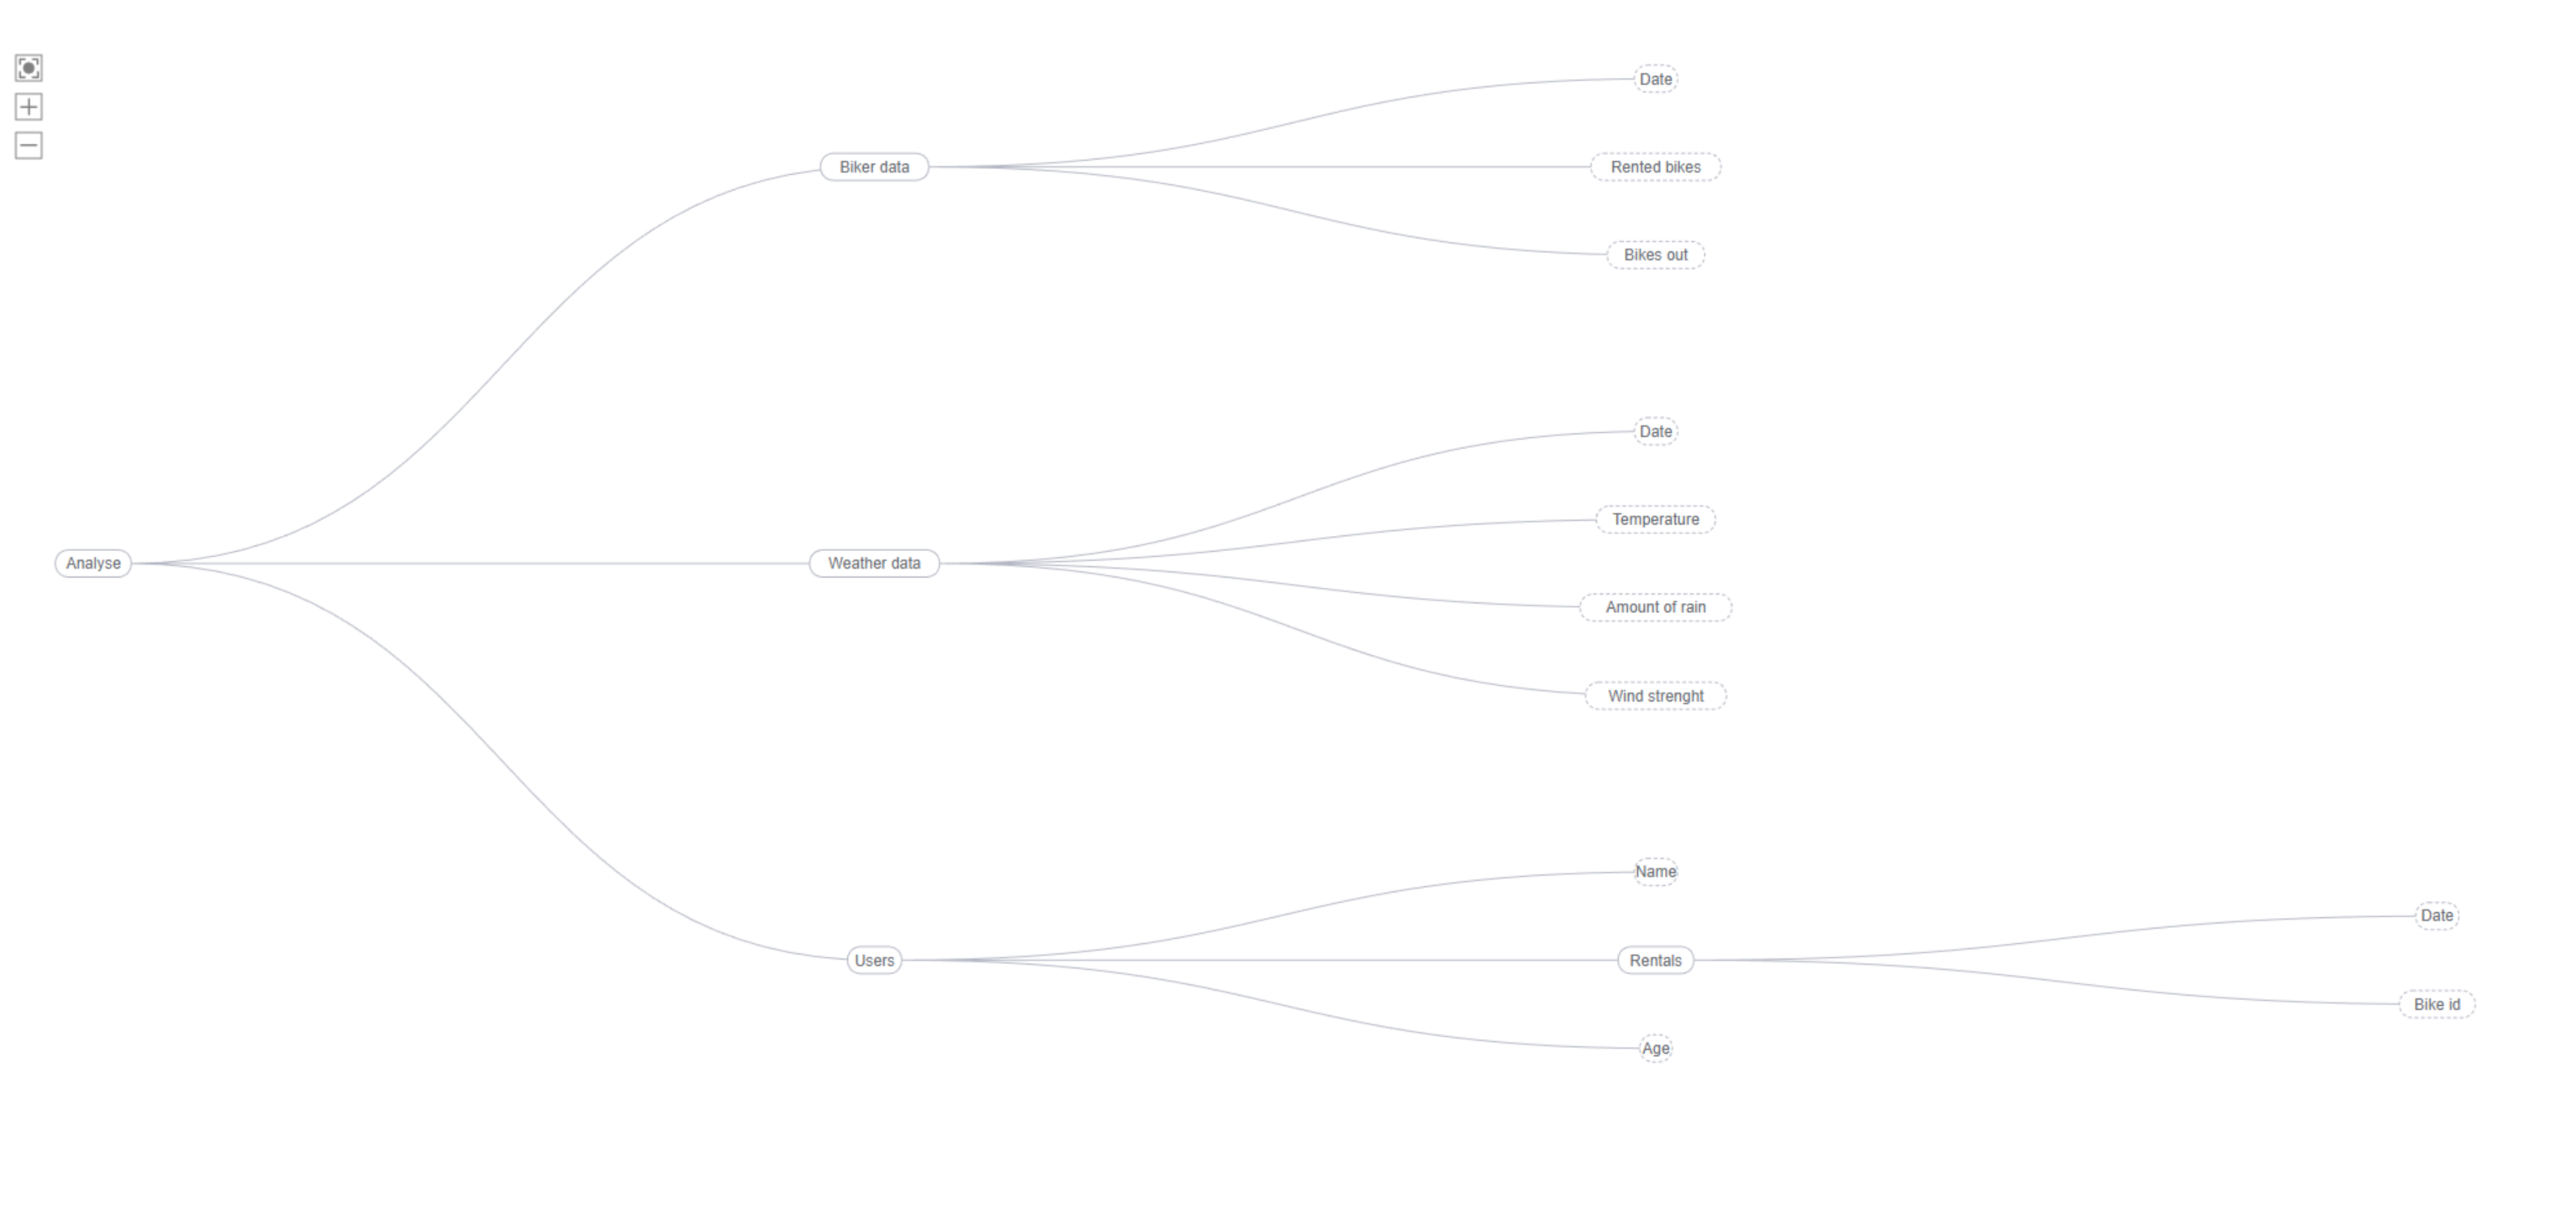 Date
Biker data
Rented bikes
Bikes out
Date
Temperature
Analyse
Weather data
Amount of rain
Wind strenght
Name
Date
Users
Rentals
Bike id
Age